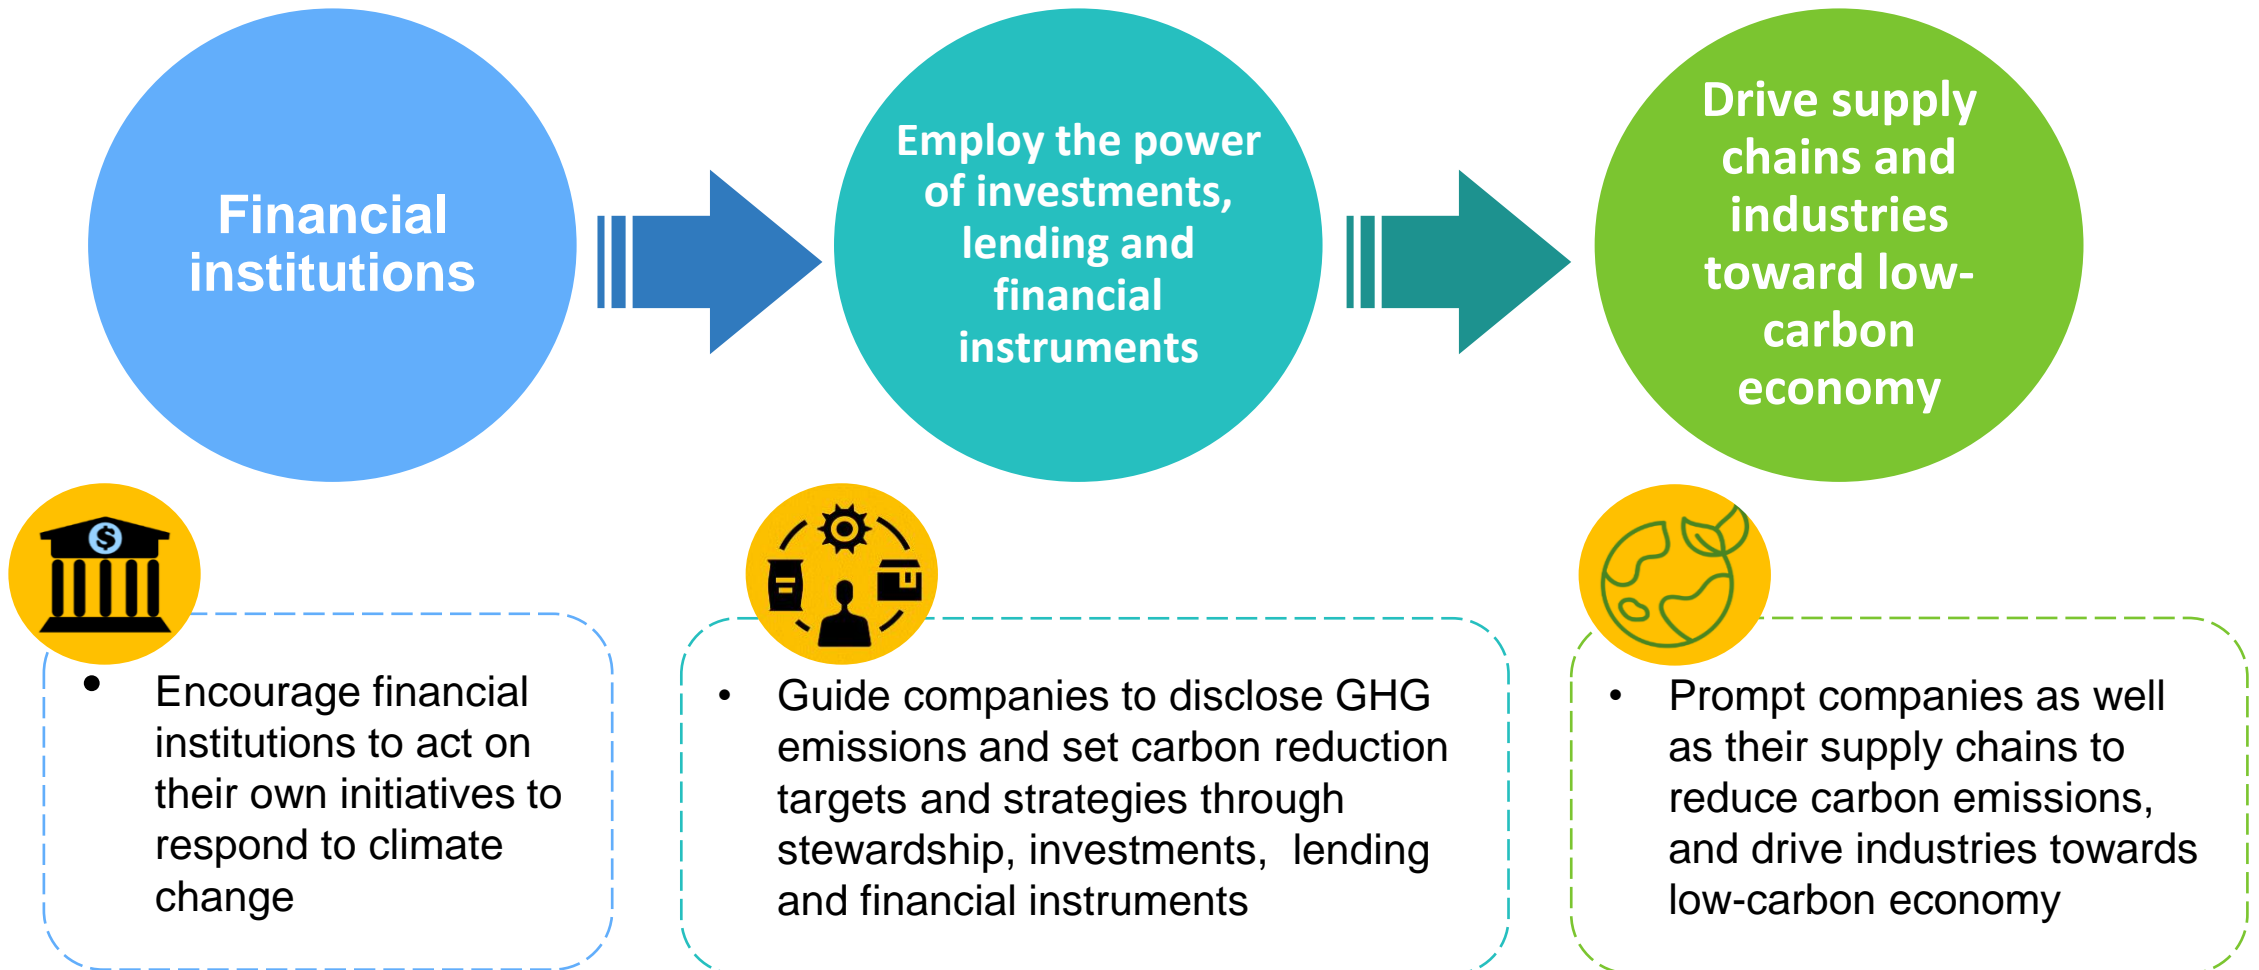 Financial
institutions
Employ the power
of investments,
lending and
financial
instruments
Drive supply
chains and
industries
toward low-
carbon
economy
$
• Encourage financial
institutions to act on
their own initiatives to
respond to climate
change
• Guide companies to disclose GHG
emissions and set carbon reduction
targets and strategies through
stewardship, investments,  lending
and financial instruments
• Prompt companies as well
as their supply chains to
reduce carbon emissions,
and drive industries towards
low-carbon economy